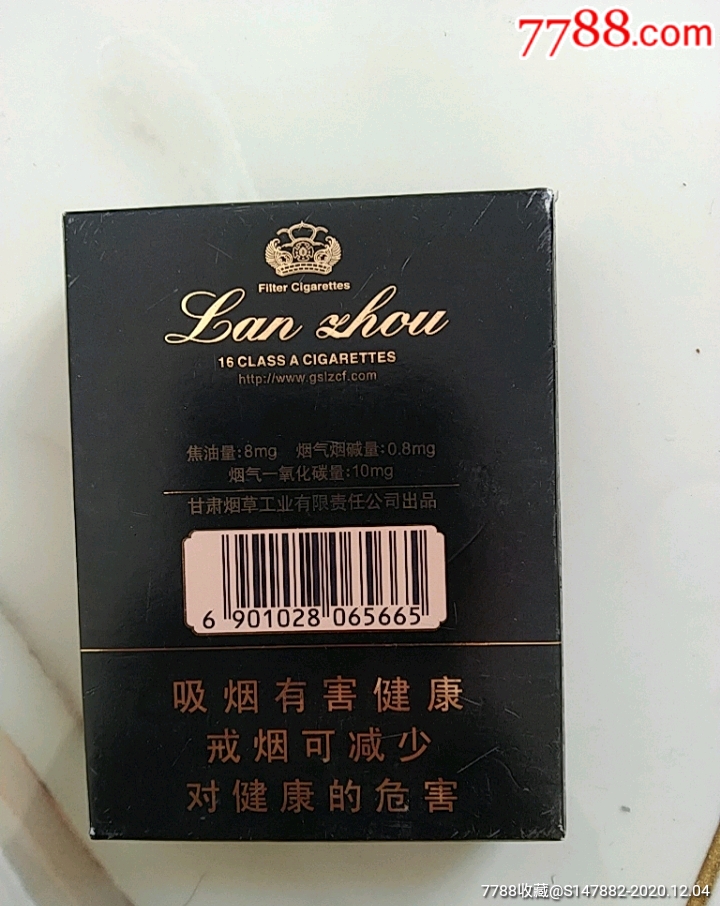 7788.com
Filter Cigarettes
Lan zhou
16 CLASS A CIGARETTES
http://www.gslzcf.com
焦油量:8mg 烟气烟碱量:0.8mg
烟气一氧化碳量:10mg
甘肃烟草工业有限责任公司出品
6 901028 065665
吸烟有害健康
戒烟可减少
对健康的危害
7788收藏@S147882-2020.12.04